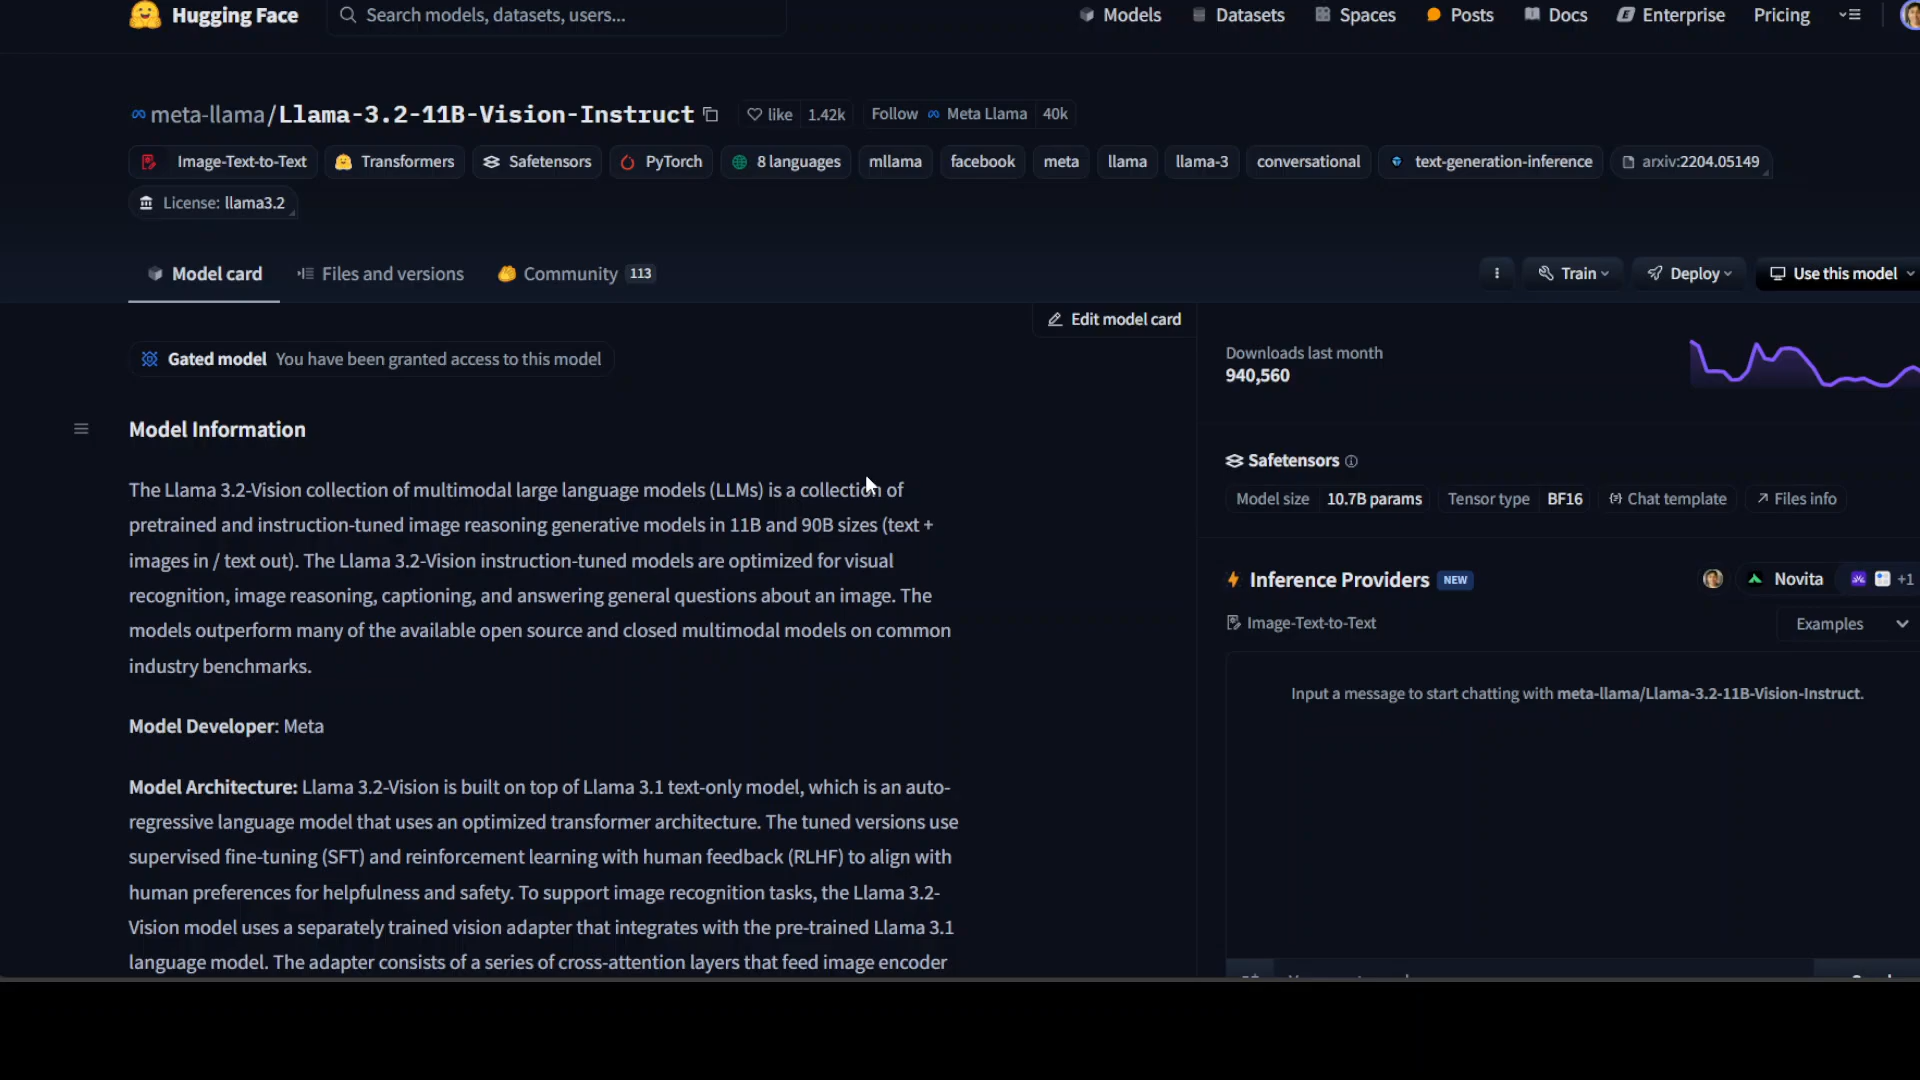 Hugging Face
Search models, datasets, users...
Models
Datasets
Spaces
Posts
Docs
Enterprise
Pricing
meta-llama/Llama-3.2-11B-Vision-Instruct
like 1.42k
Follow Meta Llama 40k
Image-Text-to-Text
Transformers
Safetensors
PyTorch
8 languages
mllama
facebook
meta
llama
llama-3
conversational
text-generation-inference
arxiv:2204.05149
License: llama3.2
Model card
Files and versions
Community 113
Train
Deploy
Use this model
Edit model card
Gated model You have been granted access to this model
Model Information
The Llama 3.2-Vision collection of multimodal large language models (LLMs) is a collection of
pretrained and instruction-tuned image reasoning generative models in 11B and 90B sizes (text +
images in / text out). The Llama 3.2-Vision instruction-tuned models are optimized for visual
recognition, image reasoning, captioning, and answering general questions about an image. The
models outperform many of the available open source and closed multimodal models on common
industry benchmarks.
Model Developer: Meta
Model Architecture: Llama 3.2-Vision is built on top of Llama 3.1 text-only model, which is an auto-
regressive language model that uses an optimized transformer architecture. The tuned versions use
supervised fine-tuning (SFT) and reinforcement learning with human feedback (RLHF) to align with
human preferences for helpfulness and safety. To support image recognition tasks, the Llama 3.2-
Vision model uses a separately trained vision adapter that integrates with the pre-trained Llama 3.1
language model. The adapter consists of a series of cross-attention layers that feed image encoder
Downloads last month
940,560
Safetensors
Model size 10.7B params
Tensor type BF16
Chat template
Files info
Inference Providers NEW
Novita
+1
Image-Text-to-Text
Examples
Input a message to start chatting with meta-llama/Llama-3.2-11B-Vision-Instruct.